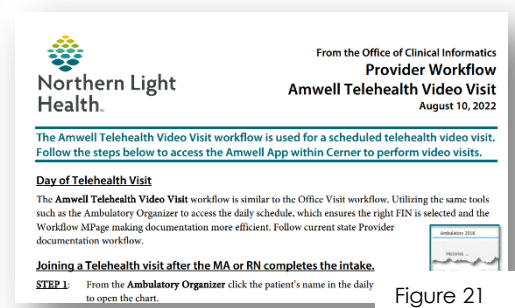 Northern Light
Health.
From the Office of Clinical Informatics
Provider Workflow
Amwell Telehealth Video Visit
August 10, 2022
The Amwell Telehealth Video Visit workflow is used for a scheduled telehealth video visit.
Follow the steps below to access the Amwell App within Cerner to perform video visits.
Day of Telehealth Visit
The Amwell Telehealth Video Visit workflow is similar to the Office Visit workflow. Utilizing the same tools
such as the Ambulatory Organizer to access the daily schedule, which ensures the right FIN is selected and the
Workflow MPage making documentation more efficient. Follow current state Provider
documentation workflow.
Ambulatory 2018
Histories ...
Joining a Telehealth visit after the MA or RN completes the intake.
STEP 1: From the Ambulatory Organizer click the patient's name in the daily
to open the chart.
Figure 21